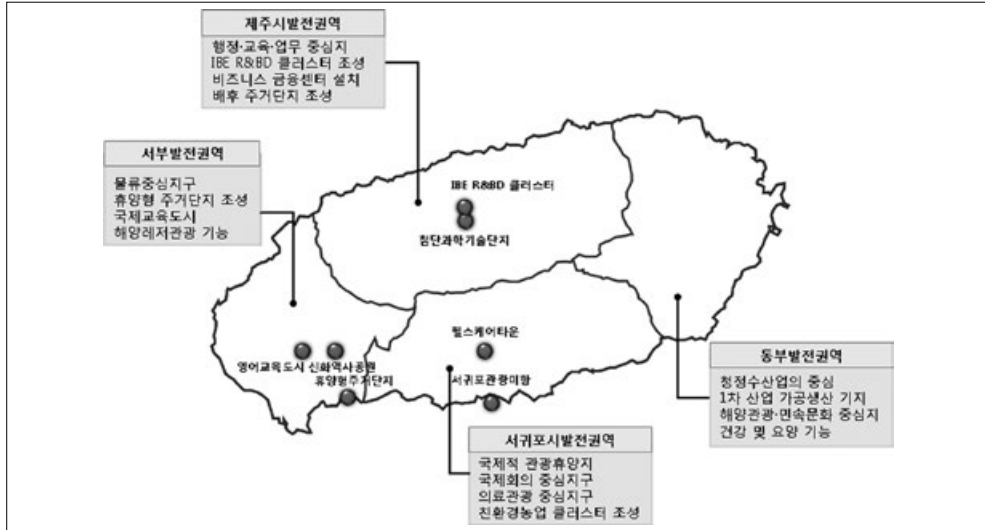 제주시발전권역
행정·교육·업무 중심지
IBE R&BD 클러스터 조성
비즈니스 금융센터 설치
배후 주거단지 조성
서부발전권역
물류중심지구
휴양형 주거단지 조성
국제교육도시
해양레저관광 기능
IBE R&BD 클러스터
첨단과학기술단지
헬스케어타운
영어교육도시 신화역사공원
휴양형주거단지
서귀포관광미항
동부발전권역
청정수산업의 중심
1차 산업 가공생산 기지
해양관광·민속문화 중심지
건강 및 요양 기능
서귀포시발전권역
국제적 관광휴양지
국제회의 중심지구
의료관광 중심지구
친환경농업 클러스터 조성